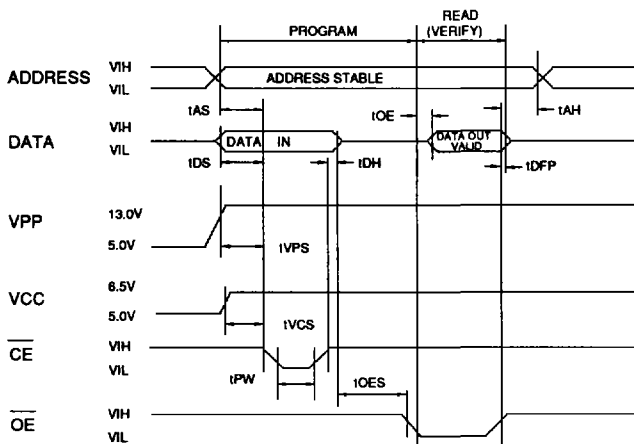 PROGRAM
READ
(VERIFY)
ADDRESS
VIH
VIL
ADDRESS STABLE
tAS
tOE
tAH
DATA
VIH
VIL
DATA IN
DATA OUT
VALID
tDS
tDH
tDFP
VPP
13.0V
5.0V
tVPS
VCC
6.5V
5.0V
tVCS
CE
VIH
VIL
tPW
tOES
OE
VIH
VIL